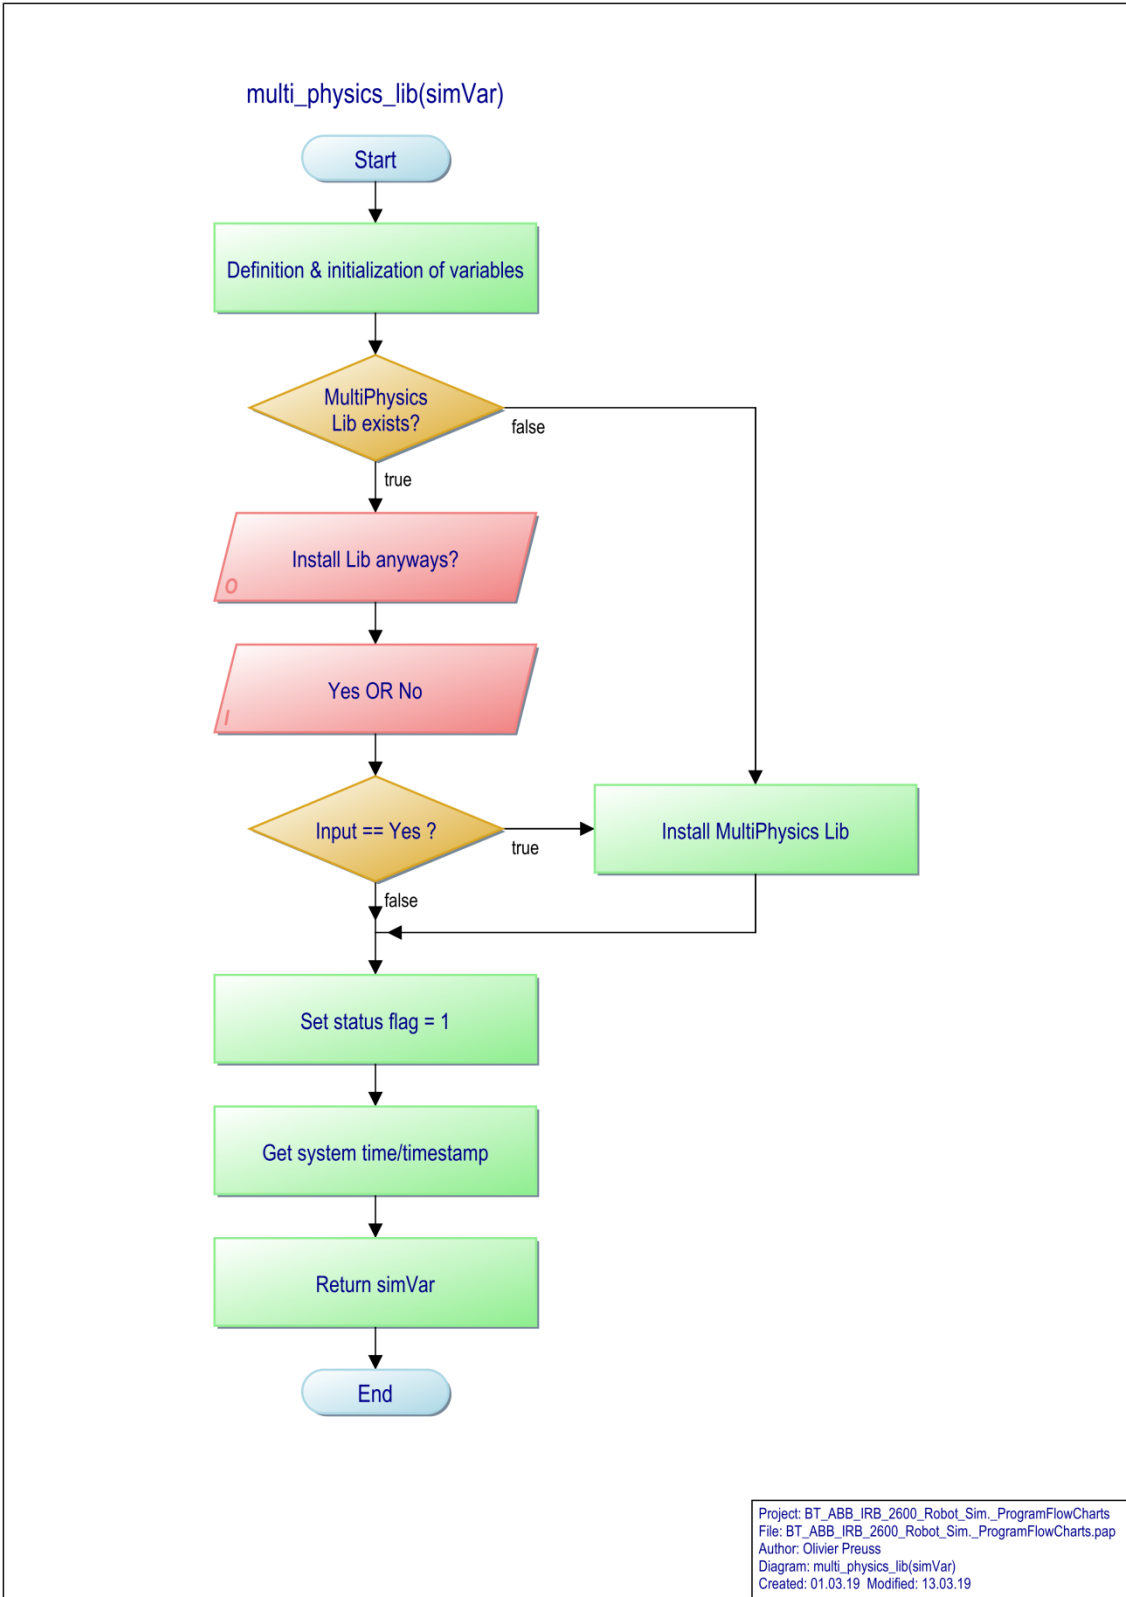 multi_physics_lib(simVar)
Start
Definition & initialization of variables
MultiPhysics
Lib exists?
false
true
Install Lib anyways?
O
Yes OR No
I
Input == Yes ?
true
Install MultiPhysics Lib
false
Set status flag = 1
Get system time/timestamp
Return simVar
End
Project: BT_ABB_IRB_2600_Robot_Sim._ProgramFlowCharts
File: BT_ABB_IRB_2600_Robot_Sim._ProgramFlowCharts.pap
Author: Olivier Preuss
Diagram: multi_physics_lib(simVar)
Created: 01.03.19 Modified: 13.03.19